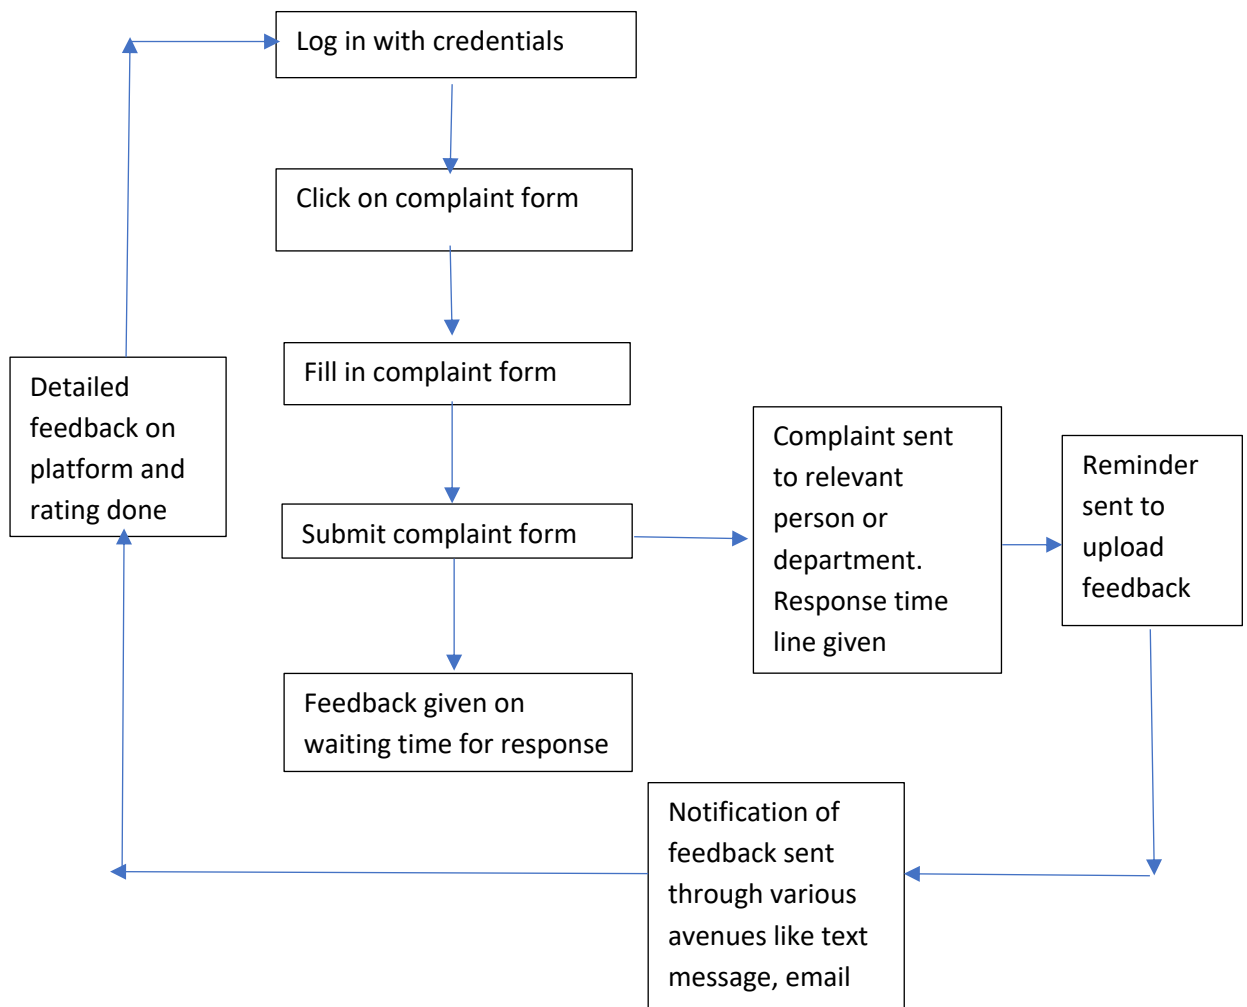 Log in with credentials
Click on complaint form
Fill in complaint form
Detailed
feedback on
platform and
rating done
Submit complaint form
Complaint sent
to relevant
person or
department.
Response time
line given
Reminder
sent to
upload
feedback
Feedback given on
waiting time for response
Notification of
feedback sent
through various
avenues like text
message, email